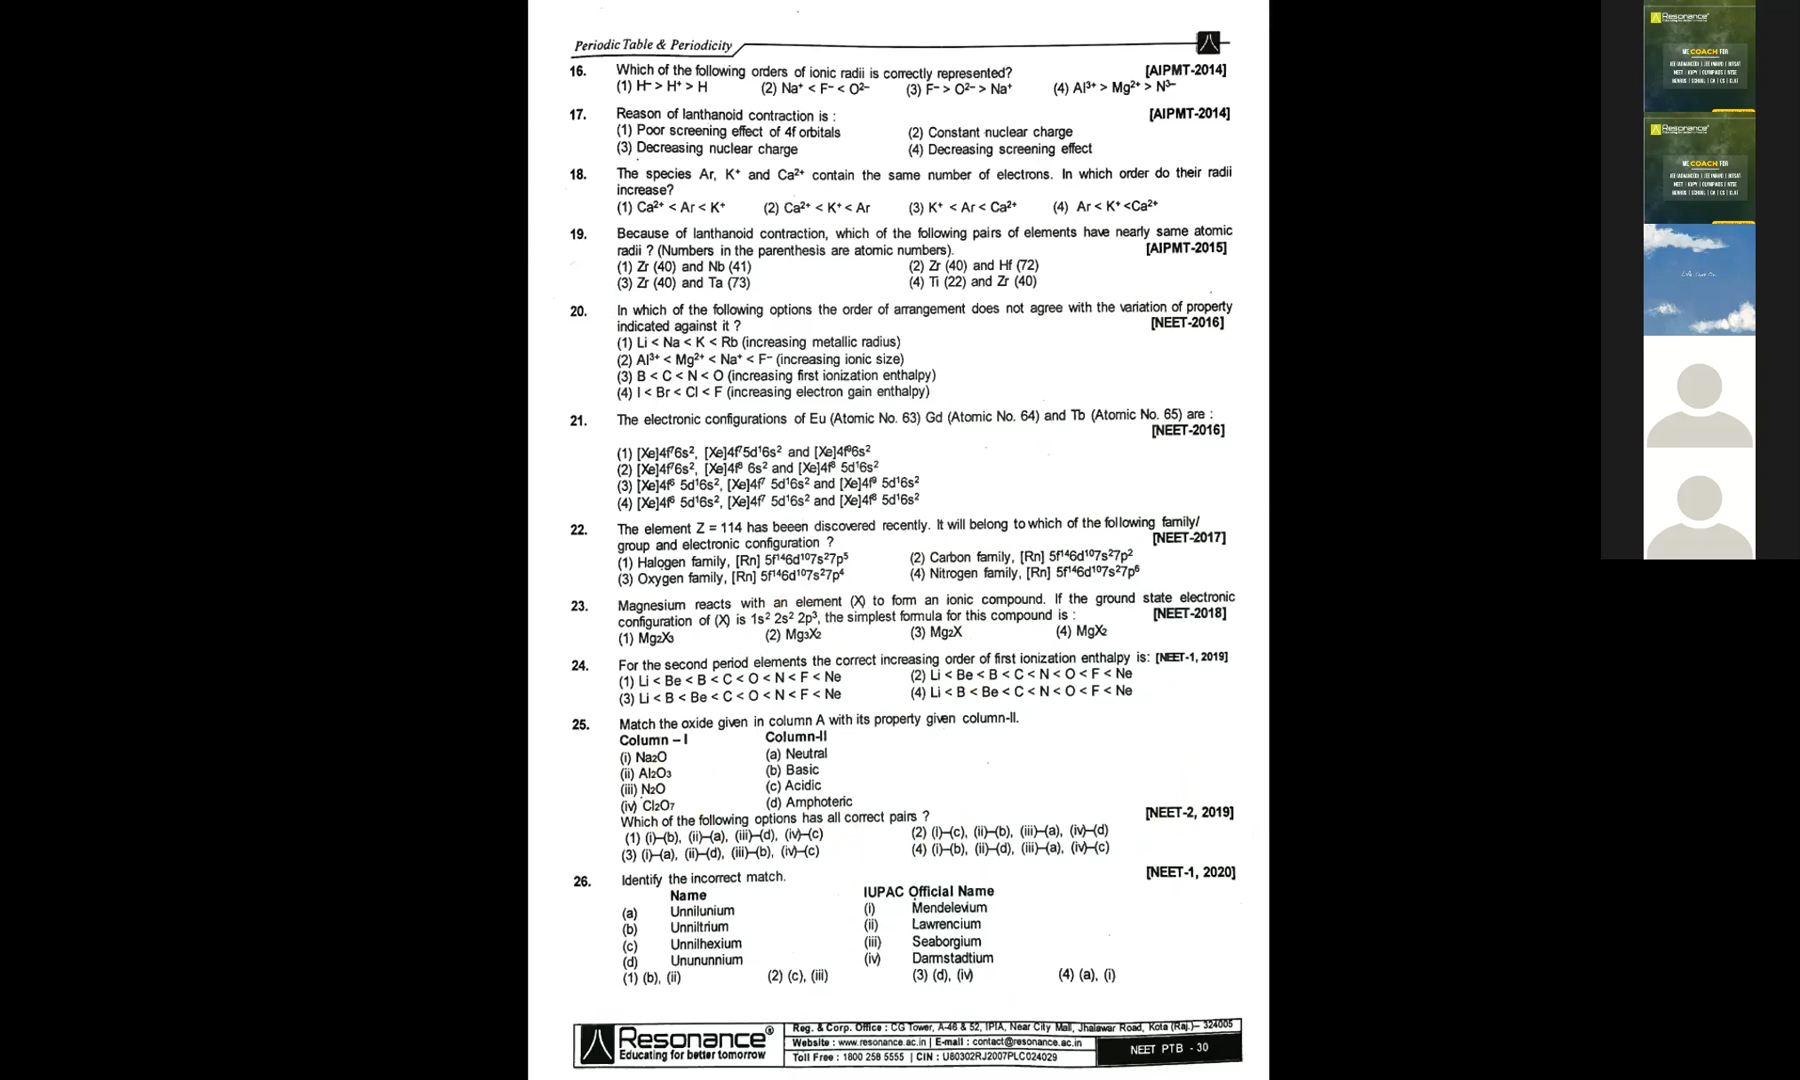 Periodic Table & Periodicity
16. Which of the following orders of ionic radii is correctly represented? [AIPMT-2014]
(1) H⁻ > H⁺ > H (2) Na⁺ < F⁻ < O²⁻ (3) F⁻ > O²⁻ > Na⁺ (4) Al³⁺ > Mg²⁺ > N³⁻
17. Reason of lanthanoid contraction is : [AIPMT-2014]
(1) Poor screening effect of 4f orbitals (2) Constant nuclear charge
(3) Decreasing nuclear charge (4) Decreasing screening effect
18. The species Ar, K⁺ and Ca²⁺ contain the same number of electrons. In which order do their radii
increase?
(1) Ca²⁺ < Ar < K⁺ (2) Ca²⁺ < K⁺ < Ar (3) K⁺ < Ar < Ca²⁺ (4) Ar < K⁺ <Ca²⁺
19. Because of lanthanoid contraction, which of the following pairs of elements have nearly same atomic
radii ? (Numbers in the parenthesis are atomic numbers). [AIPMT-2015]
(1) Zr (40) and Nb (41) (2) Zr (40) and Hf (72)
(3) Zr (40) and Ta (73) (4) Ti (22) and Zr (40)
20. In which of the following options the order of arrangement does not agree with the variation of property
indicated against it ? [NEET-2016]
(1) Li < Na < K < Rb (increasing metallic radius)
(2) Al³⁺ < Mg²⁺ < Na⁺ < F⁻ (increasing ionic size)
(3) B < C < N < O (increasing first ionization enthalpy)
(4) I < Br < Cl < F (increasing electron gain enthalpy)
21. The electronic configurations of Eu (Atomic No. 63) Gd (Atomic No. 64) and Tb (Atomic No. 65) are :
[NEET-2016]
(1) [Xe]4f⁷6s², [Xe]4f⁷5d¹6s² and [Xe]4f⁹6s²
(2) [Xe]4f⁷6s², [Xe]4f⁸ 6s² and [Xe]4f⁸ 5d¹6s²
(3) [Xe]4f⁶ 5d¹6s², [Xe]4f⁷ 5d¹6s² and [Xe]4f⁹ 5d¹6s²
(4) [Xe]4f⁶ 5d¹6s², [Xe]4f⁷ 5d¹6s² and [Xe]4f⁸ 5d¹6s²
22. The element Z = 114 has beeen discovered recently. It will belong to which of the following family/
group and electronic configuration ? [NEET-2017]
(1) Halogen family, [Rn] 5f¹⁴6d¹⁰7s²7p⁵ (2) Carbon family, [Rn] 5f¹⁴6d¹⁰7s²7p²
(3) Oxygen family, [Rn] 5f¹⁴6d¹⁰7s²7p⁴ (4) Nitrogen family, [Rn] 5f¹⁴6d¹⁰7s²7p⁶
23. Magnesium reacts with an element (X) to form an ionic compound. If the ground state electronic
configuration of (X) is 1s² 2s² 2p³, the simplest formula for this compound is : [NEET-2018]
(1) Mg₂X₃ (2) Mg₃X₂ (3) Mg₂X (4) MgX₂
24. For the second period elements the correct increasing order of first ionization enthalpy is: [NEET-1, 2019]
(1) Li < Be < B < C < O < N < F < Ne (2) Li < Be < B < C < N < O < F < Ne
(3) Li < B < Be < C < O < N < F < Ne (4) Li < B < Be < C < N < O < F < Ne
25. Match the oxide given in column A with its property given column-II.
Column – I Column-II
(i) Na₂O (a) Neutral
(ii) Al₂O₃ (b) Basic
(iii) N₂O (c) Acidic
(iv) Cl₂O₇ (d) Amphoteric
Which of the following options has all correct pairs ? [NEET-2, 2019]
(1) (i)–(b), (ii)–(a), (iii)–(d), (iv)–(c) (2) (i)–(c), (ii)–(b), (iii)–(a), (iv)–(d)
(3) (i)–(a), (ii)–(d), (iii)–(b), (iv)–(c) (4) (i)–(b), (ii)–(d), (iii)–(a), (iv)–(c)
26. Identify the incorrect match. [NEET-1, 2020]
Name IUPAC Official Name
(a) Unnilunium (i) Mendelevium
(b) Unniltrium (ii) Lawrencium
(c) Unnilhexium (iii) Seaborgium
(d) Unununnium (iv) Darmstadtium
(1) (b), (ii) (2) (c), (iii) (3) (d), (iv) (4) (a), (i)
Resonance®
Educating for better tomorrow
Reg. & Corp. Office : CG Tower, A-46 & 52, IPIA, Near City Mall, Jhalawar Road, Kota (Raj.)– 324005
Website : www.resonance.ac.in | E-mail : contact@resonance.ac.in
Toll Free : 1800 258 5555 | CIN : U80302RJ2007PLC024029
NEET PTB - 30
Resonance
WE COACH FOR
Resonance
WE COACH FOR